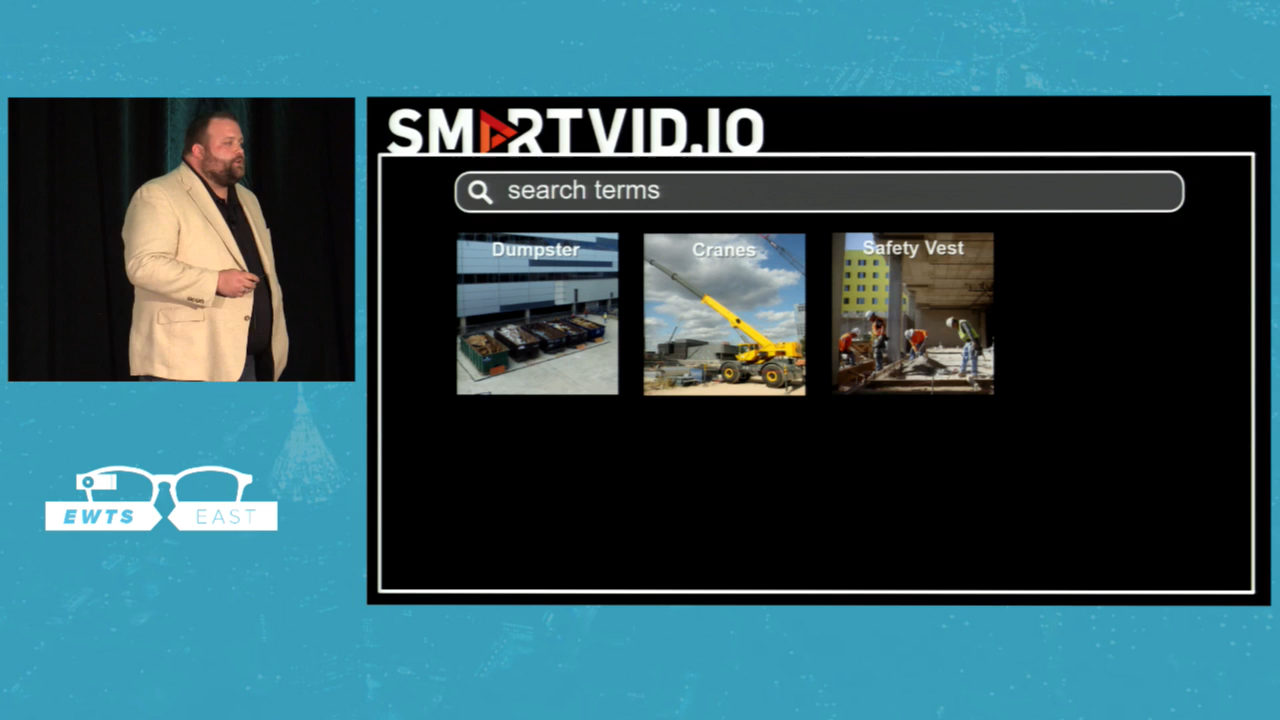 SMARTVID.IO
search terms
Dumpster
Cranes
Safety Vest
EWTS EAST